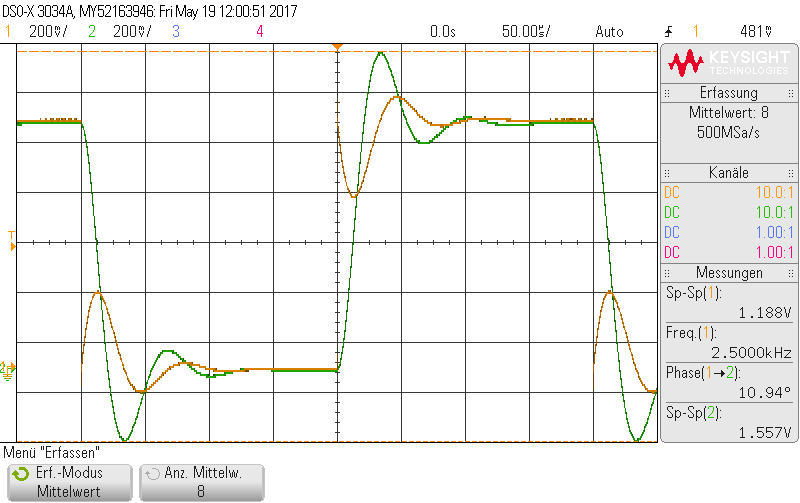 DSO-X 3034A, MY52163946: Fri May 19 12:00:51 2017
1 200℧/ 2 200℧/ 3 4 0.0s 50.00㎲/ Auto 1 481℧
KEYSIGHT
TECHNOLOGIES
Erfassung
Mittelwert: 8
500MSa/s
Kanäle
DC 10.0:1
DC 10.0:1
DC 1.00:1
DC 1.00:1
Messungen
Sp-Sp(1):
1.188V
Freq.(1):
2.5000kHz
Phase(1→2):
10.94°
Sp-Sp(2):
1.557V
T
2
Menü "Erfassen"
Erf.-Modus
Mittelwert
Anz. Mittelw.
8